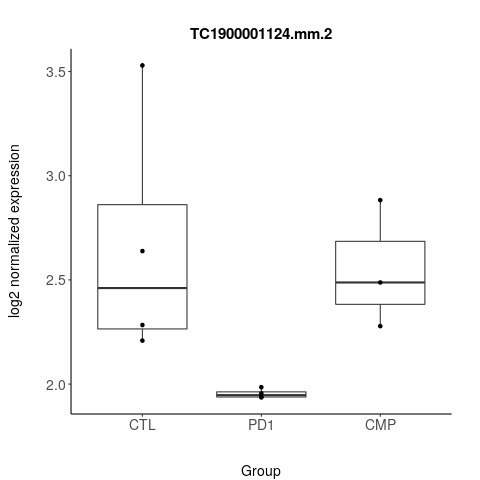 TC1900001124.mm.2
log2 normalized expression
3.5
3.0
2.5
2.0
CTL PD1 CMP
Group